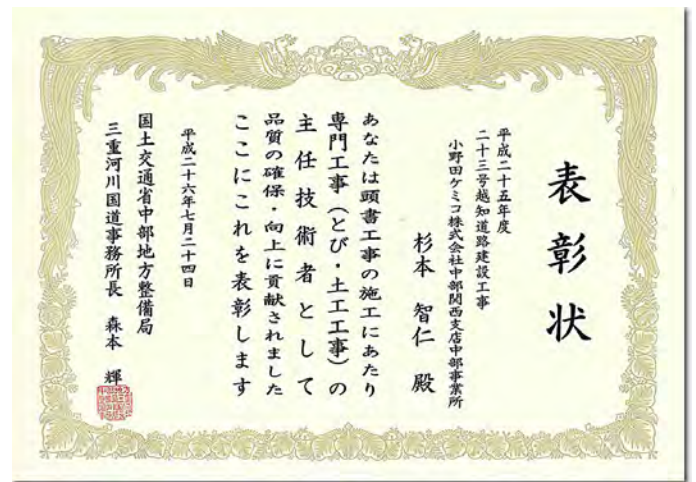 表彰状
平成二十五年度
二十三号越知道路建設工事
小野田ケミコ株式会社中部関西支店中部事業所
杉本 智仁 殿
あなたは頭書工事の施工にあたり
専門工事（とび・土工工事）の
主任技術者として
品質の確保・向上に貢献されました
ここにこれを表彰します
平成二十六年七月二十四日
国土交通省中部地方整備局
三重河川国道事務所長 森本 輝